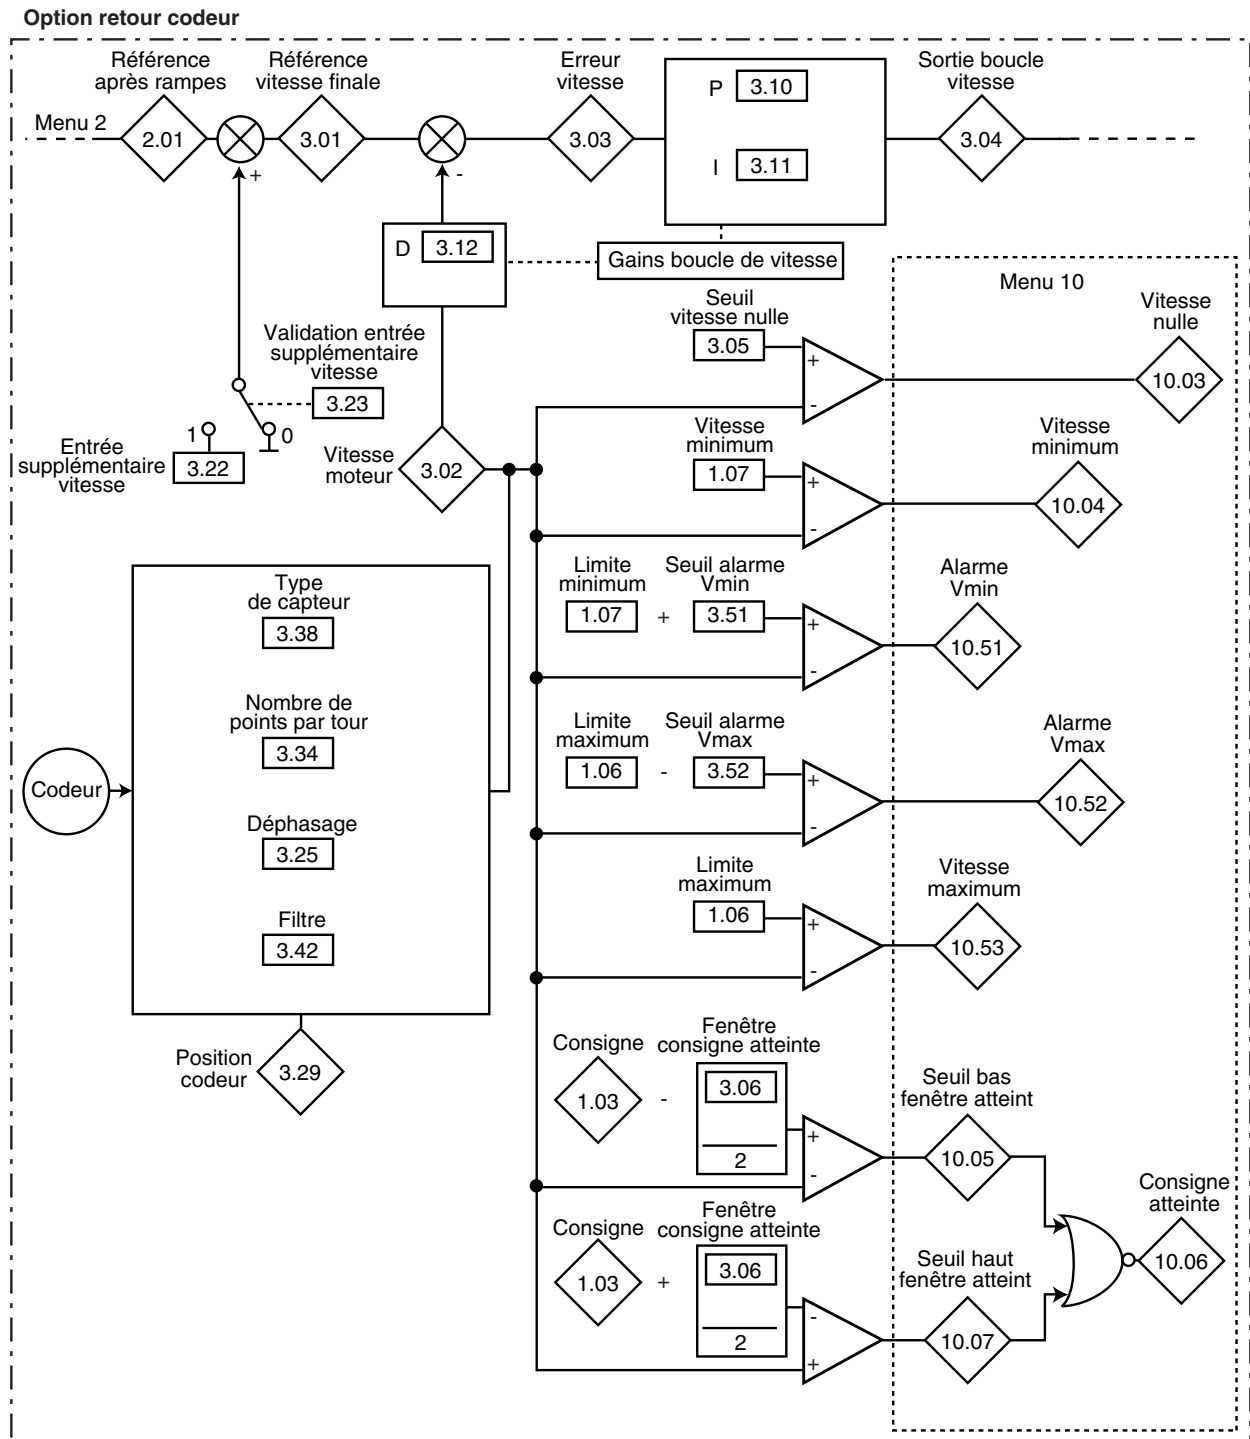 Option retour codeur
Référence
après rampes
Référence
vitesse finale
Erreur
vitesse
Sortie boucle
vitesse
Menu 2
2.01
3.01
3.03
P 3.10
I 3.11
3.04
+
-
D 3.12
Gains boucle de vitesse
Menu 10
Validation entrée
supplémentaire
vitesse
3.23
1
0
Entrée
supplémentaire
vitesse
3.22
Vitesse
moteur
3.02
Seuil
vitesse nulle
3.05
+
-
Vitesse
nulle
10.03
Vitesse
minimum
1.07
+
-
Vitesse
minimum
10.04
Limite
minimum
1.07
+
Seuil alarme
Vmin
3.51
+
-
Alarme
Vmin
10.51
Limite
maximum
1.06
-
Seuil alarme
Vmax
3.52
+
-
Alarme
Vmax
10.52
Limite
maximum
1.06
+
-
Vitesse
maximum
10.53
Type
de capteur
3.38
Nombre de
points par tour
3.34
Codeur
Déphasage
3.25
Filtre
3.42
Position
codeur
3.29
Consigne
1.03
-
Fenêtre
consigne atteinte
3.06
2
+
-
Seuil bas
fenêtre atteint
10.05
Consigne
1.03
+
Fenêtre
consigne atteinte
3.06
2
-
+
Seuil haut
fenêtre atteint
10.07
Consigne
atteinte
10.06